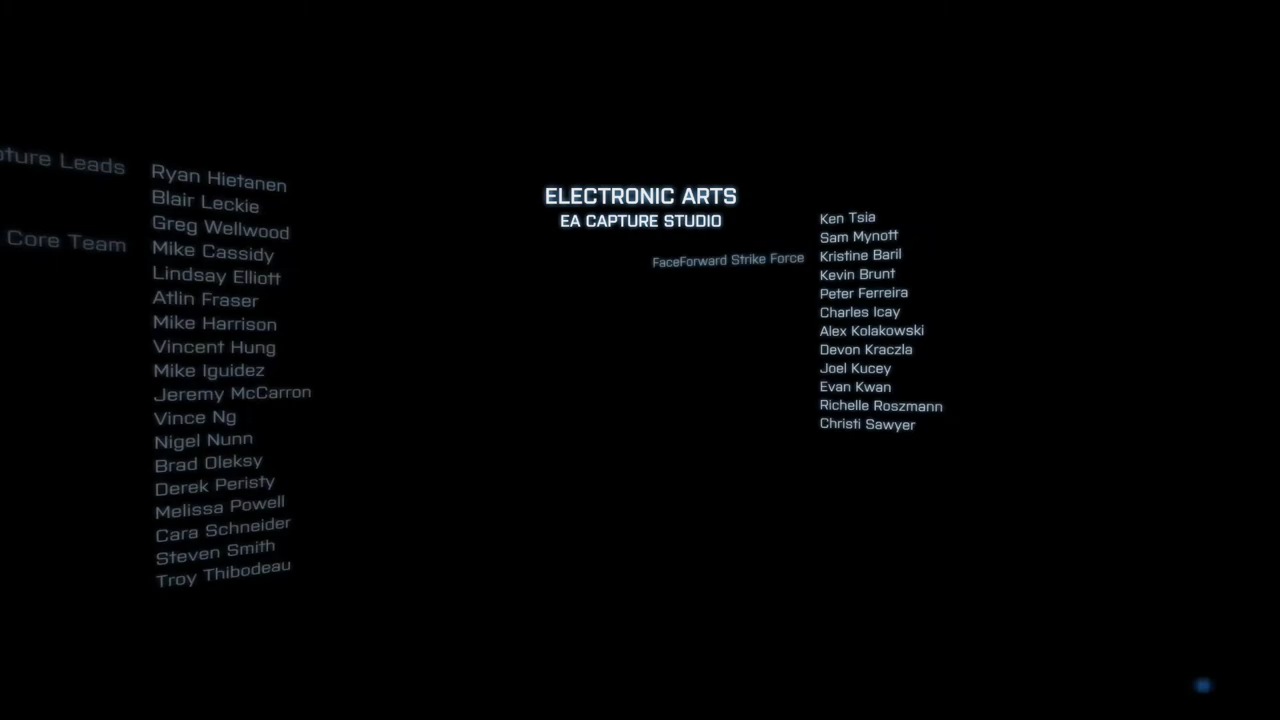 Leads
Ryan Hietanen
Blair Leckie
Greg Wellwood
Core Team
Mike Cassidy
Lindsay Elliott
Atlin Fraser
Mike Harrison
Vincent Hung
Mike Iguidez
Jeremy McCarron
Vince Ng
Nigel Nunn
Brad Oleksy
Derek Peristy
Melissa Powell
Cara Schneider
Steven Smith
Troy Thibodeau
ELECTRONIC ARTS
EA CAPTURE STUDIO
FaceForward Strike Force
Ken Tsia
Sam Mynott
Kristine Baril
Kevin Brunt
Peter Ferreira
Charles Icay
Alex Kolakowski
Devon Kraczla
Joel Kucey
Evan Kwan
Richelle Roszmann
Christi Sawyer